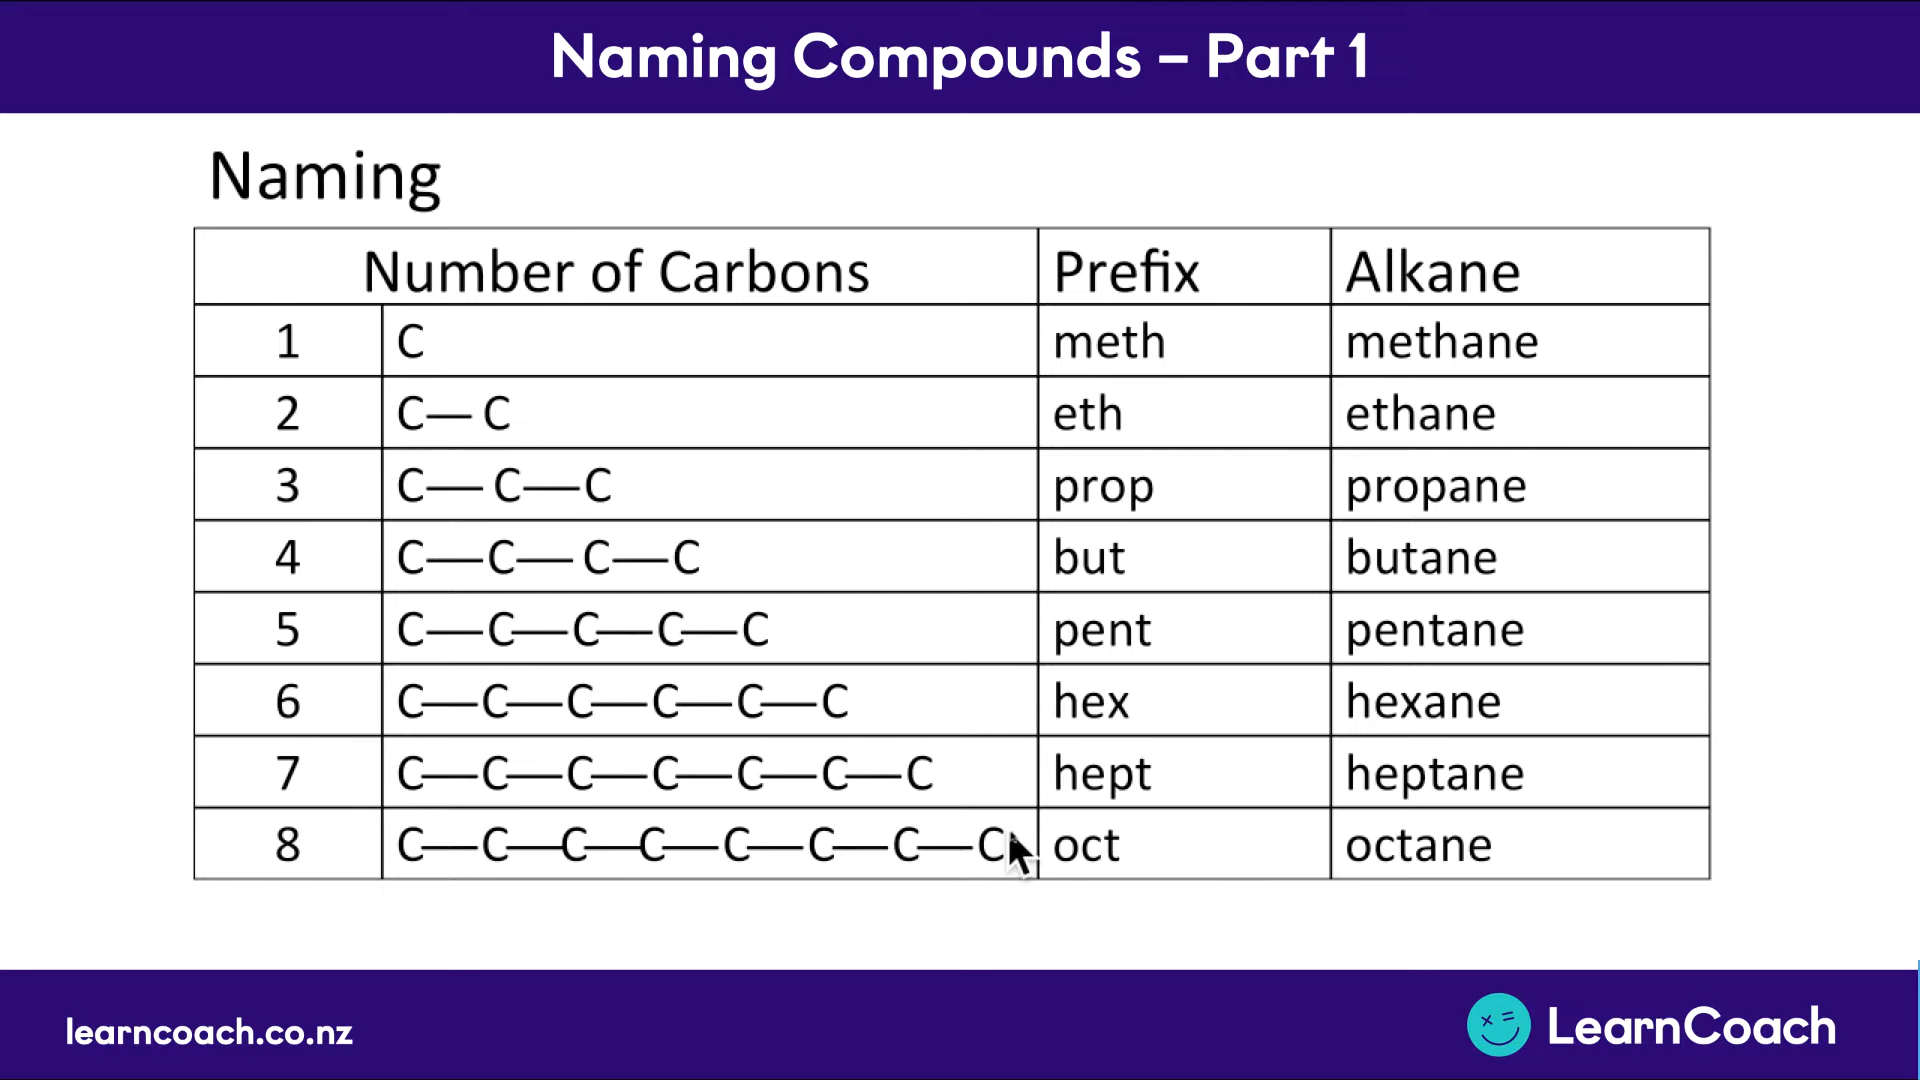 Naming Compounds – Part 1
Naming
Number of Carbons Prefix Alkane
1 C meth methane
2 C — C eth ethane
3 C — C — C prop propane
4 C — C — C — C but butane
5 C — C — C — C — C pent pentane
6 C — C — C — C — C — C hex hexane
7 C — C — C — C — C — C — C hept heptane
8 C — C — C — C — C — C — C — C oct octane
learncoach.co.nz LearnCoach